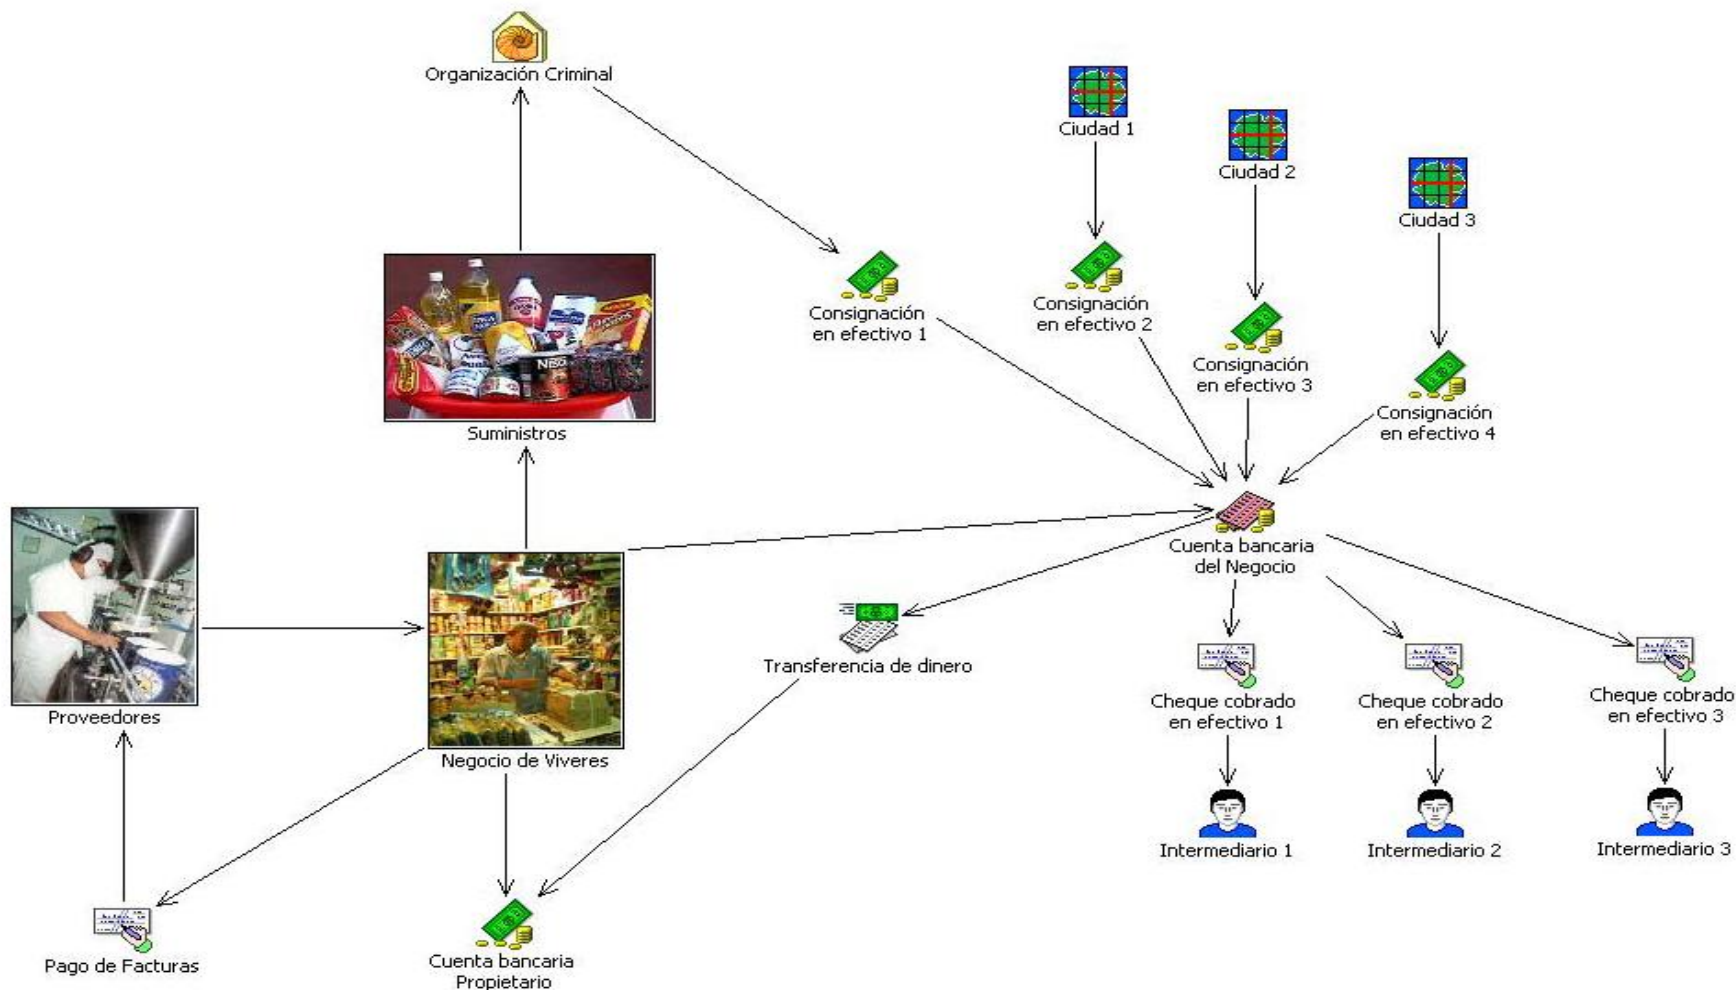 Organización Criminal
Ciudad 1
Ciudad 2
Ciudad 3
Consignación
en efectivo 1
Consignación
en efectivo 2
Consignación
en efectivo 3
Consignación
en efectivo 4
Suministros
Cuenta bancaria
del Negocio
Transferencia de dinero
Proveedores
Negocio de Viveres
Cheque cobrado
en efectivo 1
Cheque cobrado
en efectivo 2
Cheque cobrado
en efectivo 3
Intermediario 1
Intermediario 2
Intermediario 3
Pago de Facturas
Cuenta bancaria
Propietario